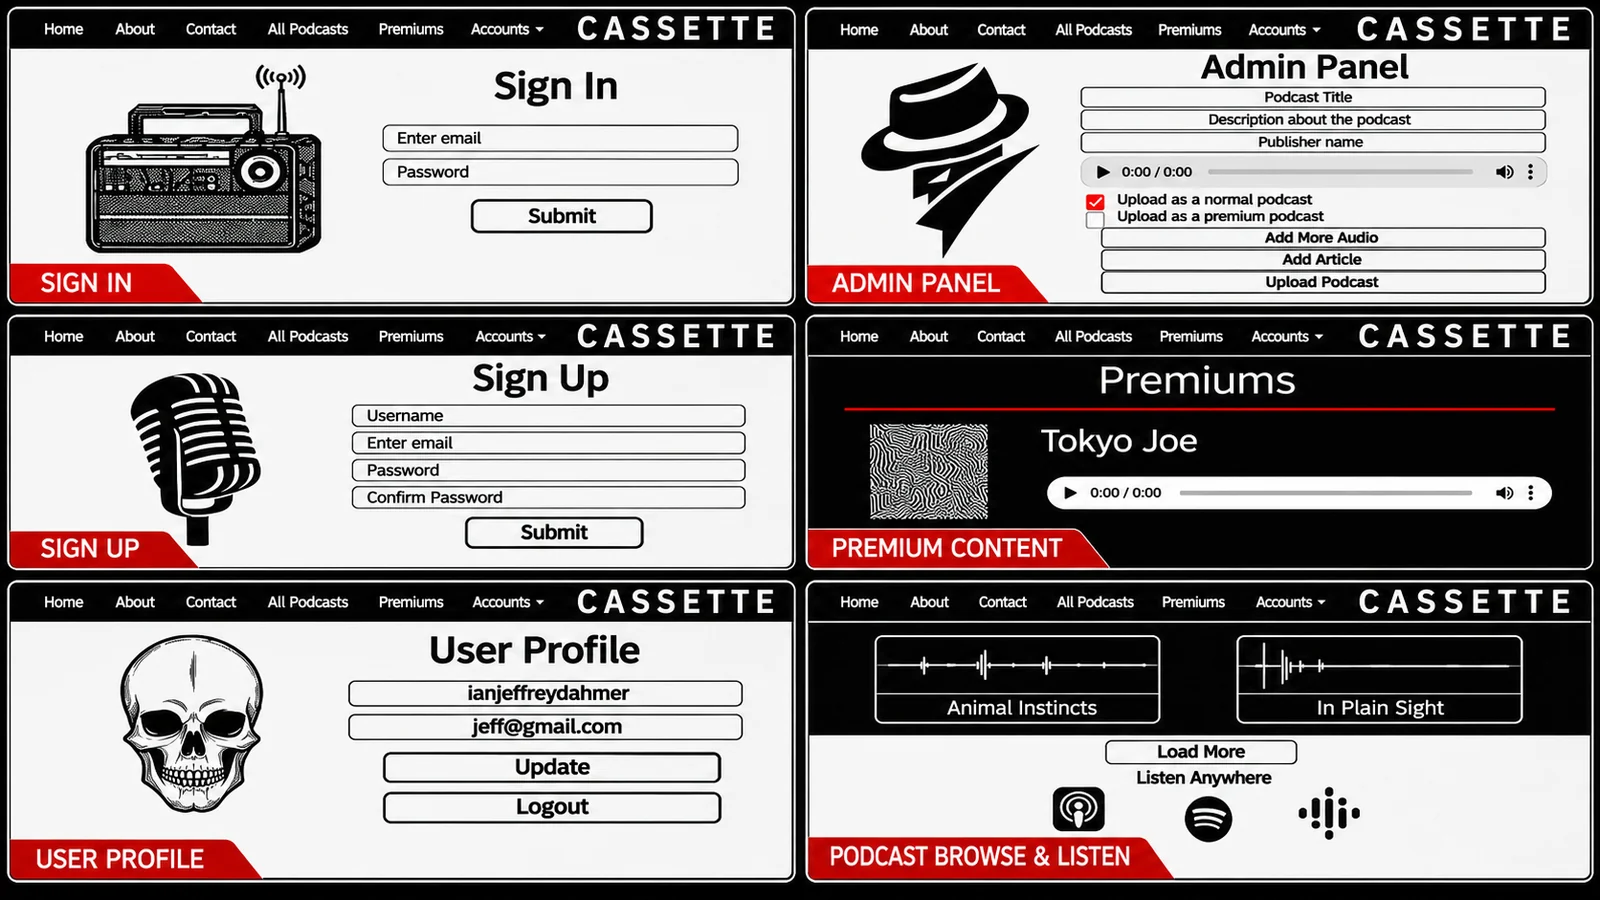 Home About Contact All Podcasts Premiums Accounts CASSETTE
Sign In
Enter email
Password
Submit
SIGN IN
Home About Contact All Podcasts Premiums Accounts CASSETTE
Admin Panel
Podcast Title
Description about the podcast
Publisher name
0:00 / 0:00
Upload as a normal podcast
Upload as a premium podcast
Add More Audio
Add Article
Upload Podcast
ADMIN PANEL
Home About Contact All Podcasts Premiums Accounts CASSETTE
Sign Up
Username
Enter email
Password
Confirm Password
Submit
SIGN UP
Home About Contact All Podcasts Premiums Accounts CASSETTE
Premiums
Tokyo Joe
0:00 / 0:00
PREMIUM CONTENT
Home About Contact All Podcasts Premiums Accounts CASSETTE
User Profile
ianjeffreydahmer
jeff@gmail.com
Update
Logout
USER PROFILE
Home About Contact All Podcasts Premiums Accounts CASSETTE
Animal Instincts
In Plain Sight
Load More
Listen Anywhere
PODCAST BROWSE & LISTEN